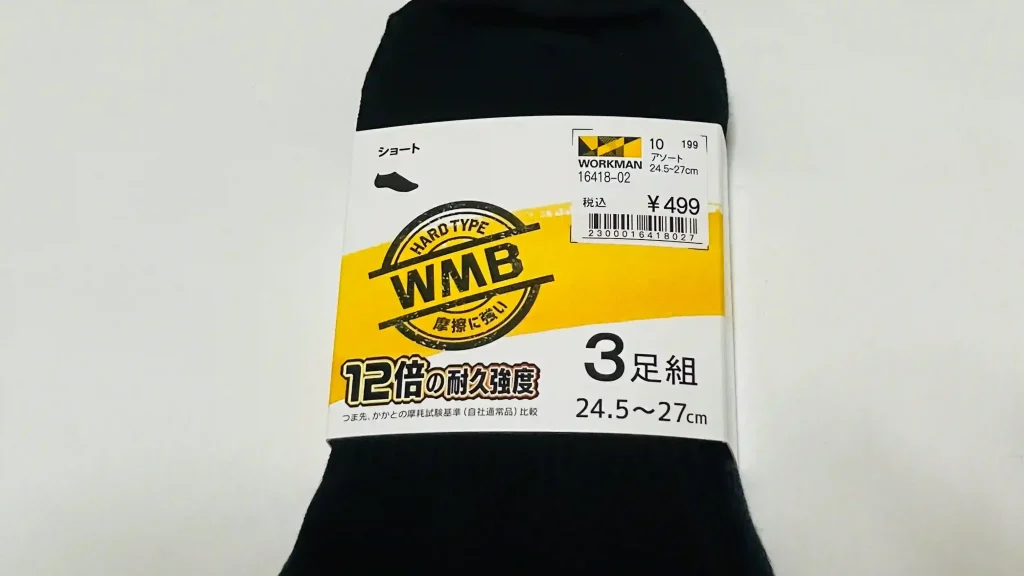 ショート
HARD TYPE
WMB
摩擦に強い
12倍の耐久強度
つま先、かかとの摩耗試験基準(自社通常品)比較
WORKMAN
10 199
アソート
24.5~27cm
16418-02
税込 ¥499
2300016418027
3足組
24.5～27cm